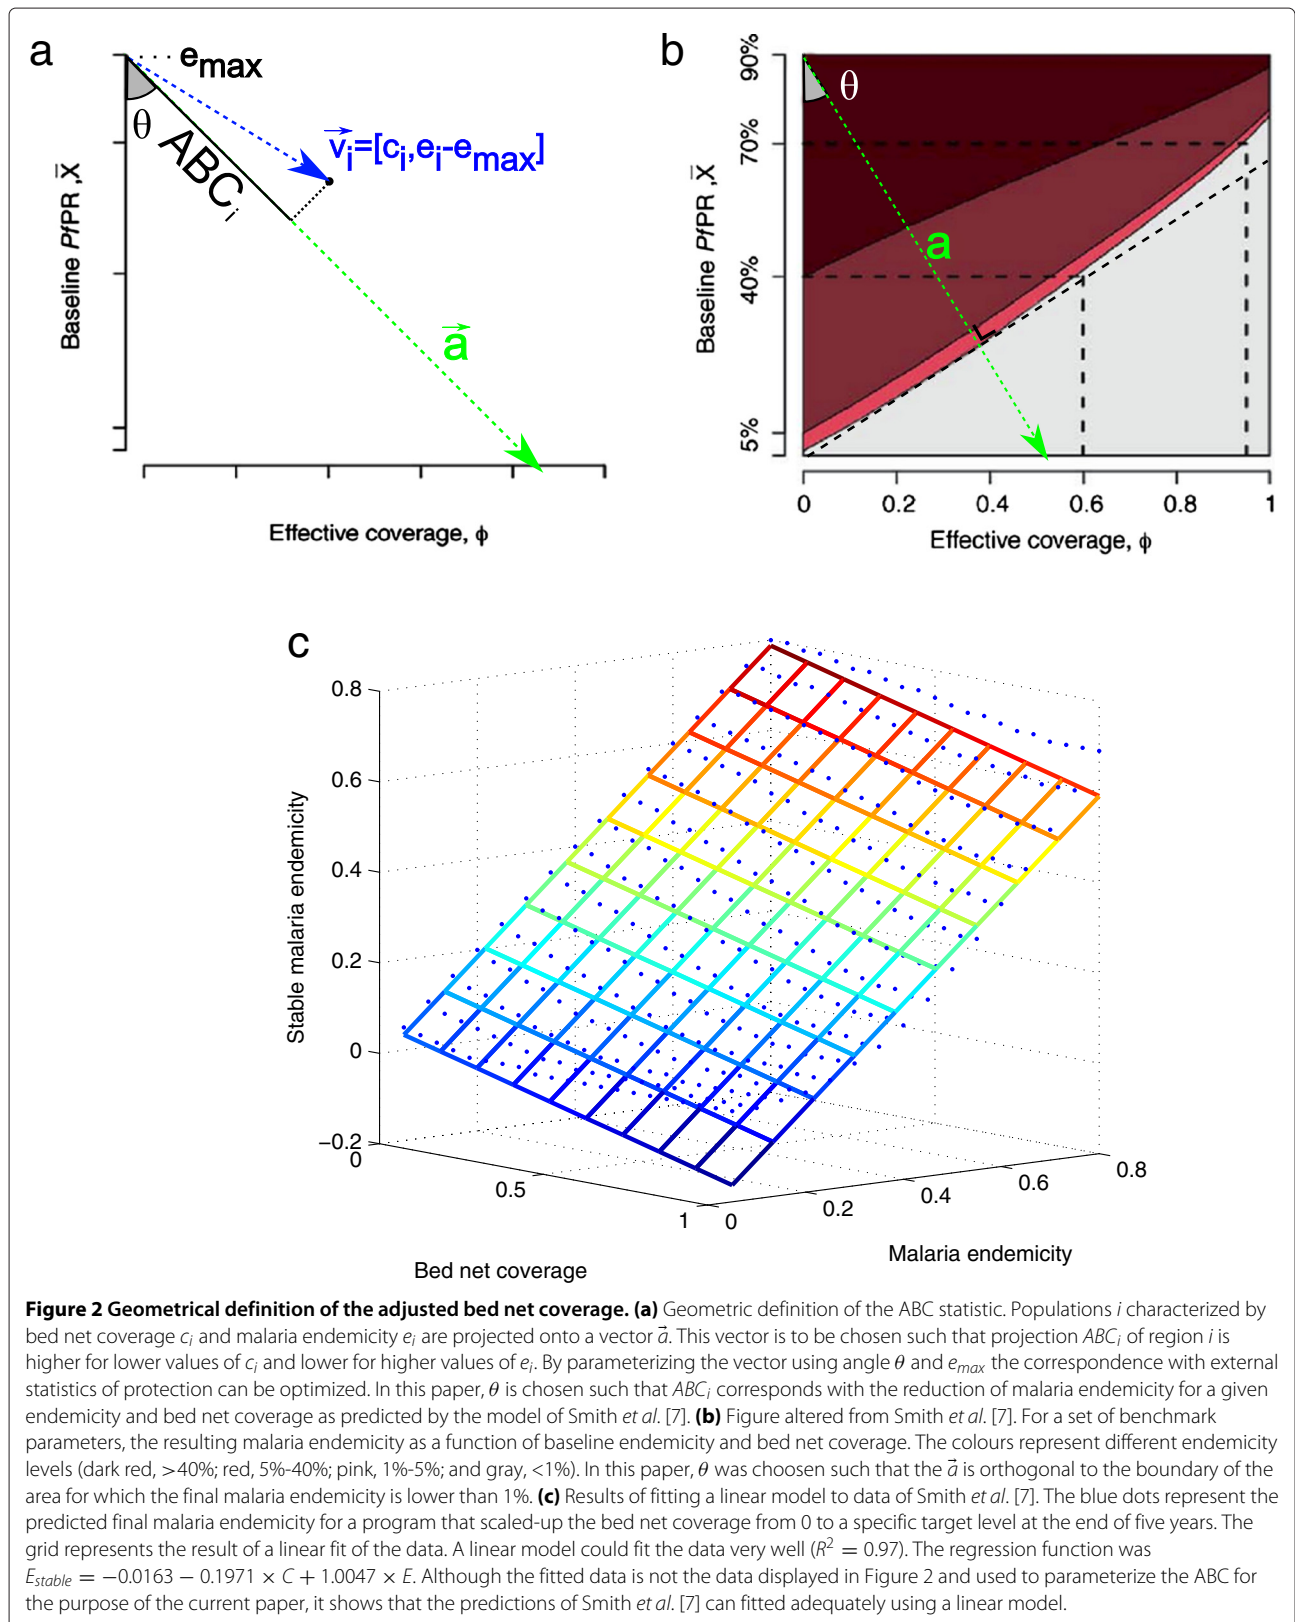 a
e_max
θ
ABC_i
v⃗_i=[c_i,e_i-e_max]
a⃗
Baseline PfPR ,X̄
Effective coverage, ϕ
b
90%
70%
40%
5%
θ
a
Baseline PfPR ,X̄
0 0.2 0.4 0.6 0.8 1
Effective coverage, ϕ
c
0.8
0.6
0.4
0.2
0
−0.2
Stable malaria endemicity
0
0.5
1
0
0.2
0.4
0.6
0.8
Bed net coverage
Malaria endemicity
Figure 2 Geometrical definition of the adjusted bed net coverage. (a) Geometric definition of the ABC statistic. Populations i characterized by
bed net coverage c_i and malaria endemicity e_i are projected onto a vector a⃗. This vector is to be chosen such that projection ABC_i of region i is
higher for lower values of c_i and lower for higher values of e_i. By parameterizing the vector using angle θ and e_max the correspondence with external
statistics of protection can be optimized. In this paper, θ is chosen such that ABC_i corresponds with the reduction of malaria endemicity for a given
endemicity and bed net coverage as predicted by the model of Smith et al. [7]. (b) Figure altered from Smith et al. [7]. For a set of benchmark
parameters, the resulting malaria endemicity as a function of baseline endemicity and bed net coverage. The colours represent different endemicity
levels (dark red, >40%; red, 5%-40%; pink, 1%-5%; and gray, <1%). In this paper, θ was choosen such that the a⃗ is orthogonal to the boundary of the
area for which the final malaria endemicity is lower than 1%. (c) Results of fitting a linear model to data of Smith et al. [7]. The blue dots represent the
predicted final malaria endemicity for a program that scaled-up the bed net coverage from 0 to a specific target level at the end of five years. The
grid represents the result of a linear fit of the data. A linear model could fit the data very well (R² = 0.97). The regression function was
E_stable = −0.0163 − 0.1971 × C + 1.0047 × E. Although the fitted data is not the data displayed in Figure 2 and used to parameterize the ABC for
the purpose of the current paper, it shows that the predictions of Smith et al. [7] can fitted adequately using a linear model.